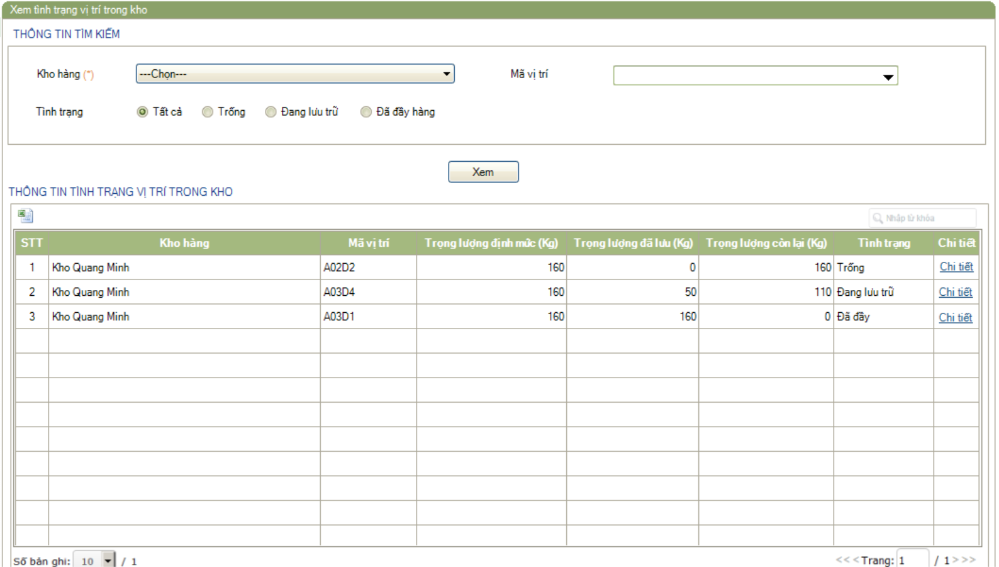 Xem tình trạng vị trí trong kho
THÔNG TIN TÌM KIẾM
Kho hàng (*) ---Chọn--- Mã vị trí
Tình trạng Tất cả Trống Đang lưu trữ Đã đầy hàng
Xem
THÔNG TIN TÌNH TRẠNG VỊ TRÍ TRONG KHO
Nhập từ khóa
STT Kho hàng Mã vị trí Trọng lượng định mức (Kg) Trọng lượng đã lưu (Kg) Trọng lượng còn lại (Kg) Tình trạng Chi tiết
1 Kho Quang Minh A02D2 160 0 160 Trống Chi tiết
2 Kho Quang Minh A03D4 160 50 110 Đang lưu trữ Chi tiết
3 Kho Quang Minh A03D1 160 160 0 Đã đầy Chi tiết
Số bản ghi: 10 / 1 <<< Trang: 1 / 1 >>>